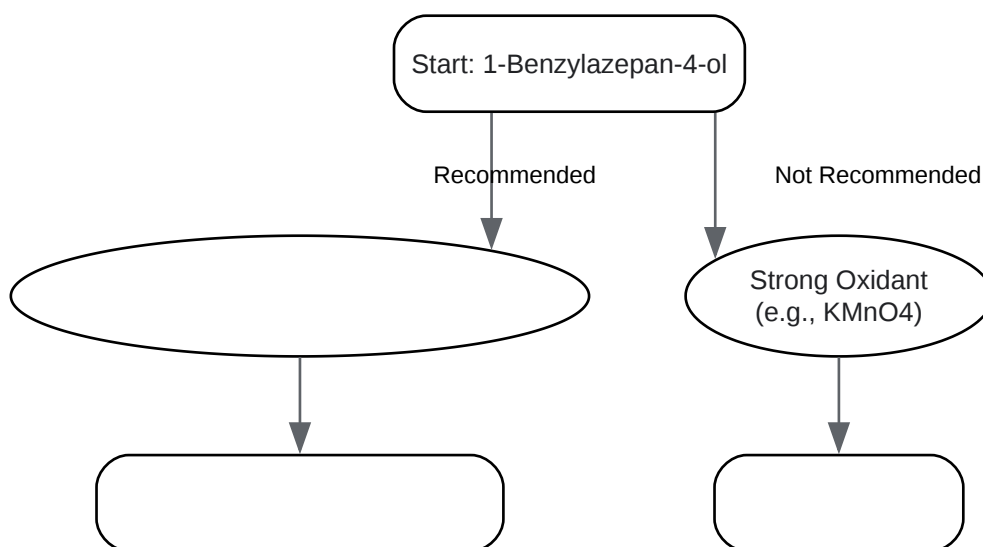 Start: 1-Benzylazepan-4-ol
Recommended
Not Recommended
Strong Oxidant
(e.g., KMnO4)